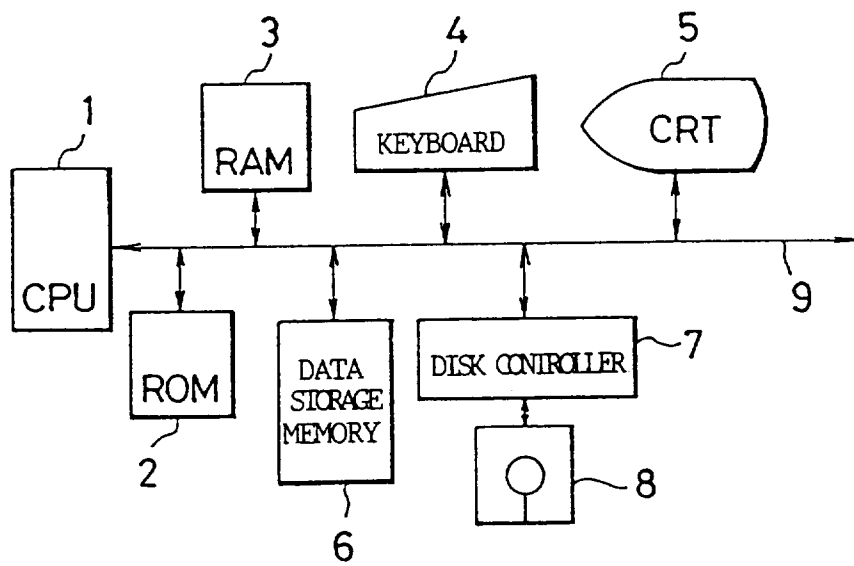 3
4
5
1
RAM
KEYBOARD
CRT
CPU
9
ROM
DATA
STORAGE
MEMORY
DISK CONTROLLER
7
2
6
8